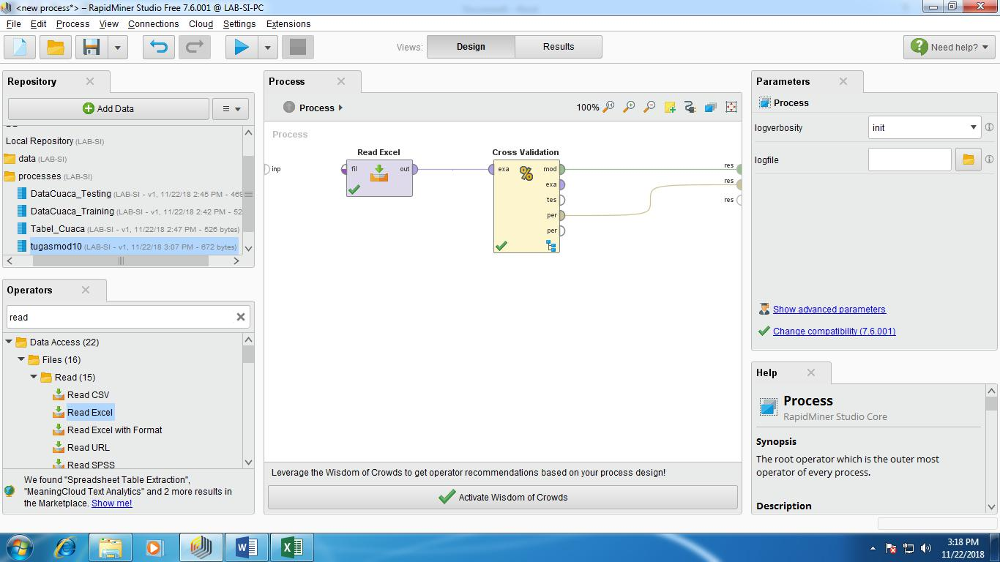 <new process*> – RapidMiner Studio Free 7.6.001 @ LAB-SI-PC
File Edit Process View Connections Cloud Settings Extensions
Views: Design Results Need help?
Repository
Add Data
Local Repository (LAB-SI)
data (LAB-SI)
processes (LAB-SI)
DataCuaca_Testing (LAB-SI - v1, 11/22/18 2:45 PM - 469
DataCuaca_Training (LAB-SI - v1, 11/22/18 2:42 PM - 52
Tabel_Cuaca (LAB-SI - v1, 11/22/18 2:47 PM - 526 bytes)
tugasmod10 (LAB-SI - v1, 11/22/18 3:07 PM - 672 bytes)
Operators
read
Data Access (22)
Files (16)
Read (15)
Read CSV
Read Excel
Read Excel with Format
Read URL
Read SPSS
We found "Spreadsheet Table Extraction",
"MeaningCloud Text Analytics" and 2 more results in
the Marketplace. Show me!
Process
Process
100%
Process
inp
Read Excel
fil out
Cross Validation
exa mod
exa
tes
per
per
%
res
res
res
Leverage the Wisdom of Crowds to get operator recommendations based on your process design!
Activate Wisdom of Crowds
Parameters
Process
logverbosity init
logfile
Show advanced parameters
Change compatibility (7.6.001)
Help
Process
RapidMiner Studio Core
Synopsis
The root operator which is the outer most
operator of every process.
Description
3:18 PM
11/22/2018